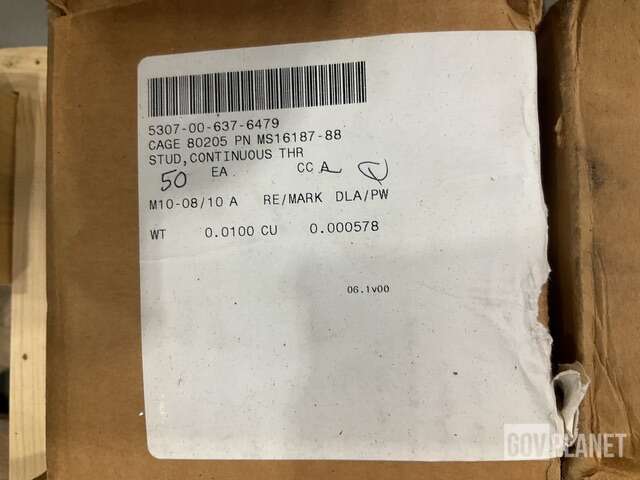 5307-00-637-6479
CAGE 80205 PN MS16187-88
STUD,CONTINUOUS THR
50 EA. CC A
M10-08/10 A RE/MARK DLA/PW
WT 0.0100 CU 0.000578
06.1v00
GOVPLANET